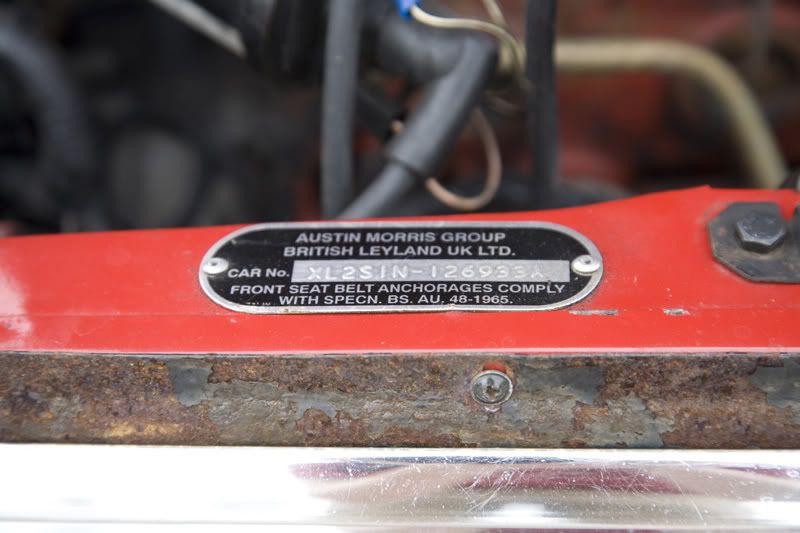 AUSTIN MORRIS GROUP
BRITISH LEYLAND UK LTD.
CAR No. XL2S1N-126933A
FRONT SEAT BELT ANCHORAGES COMPLY
WITH SPECN. BS. AU. 48-1965.